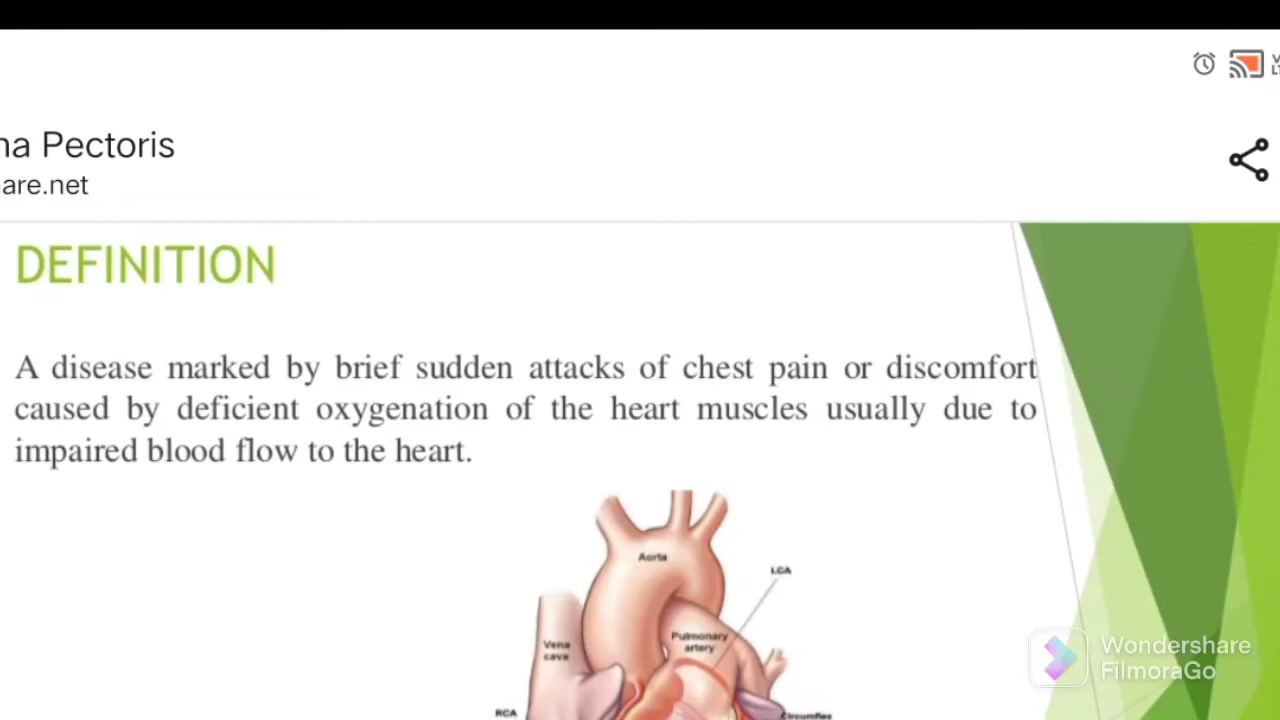 na Pectoris
are.net
DEFINITION
A disease marked by brief sudden attacks of chest pain or discomfort
caused by deficient oxygenation of the heart muscles usually due to
impaired blood flow to the heart.
Aorta
LCA
Pulmonary
artery
Vena
cava
RCA
Circumflex
Wondershare
FilmoraGo